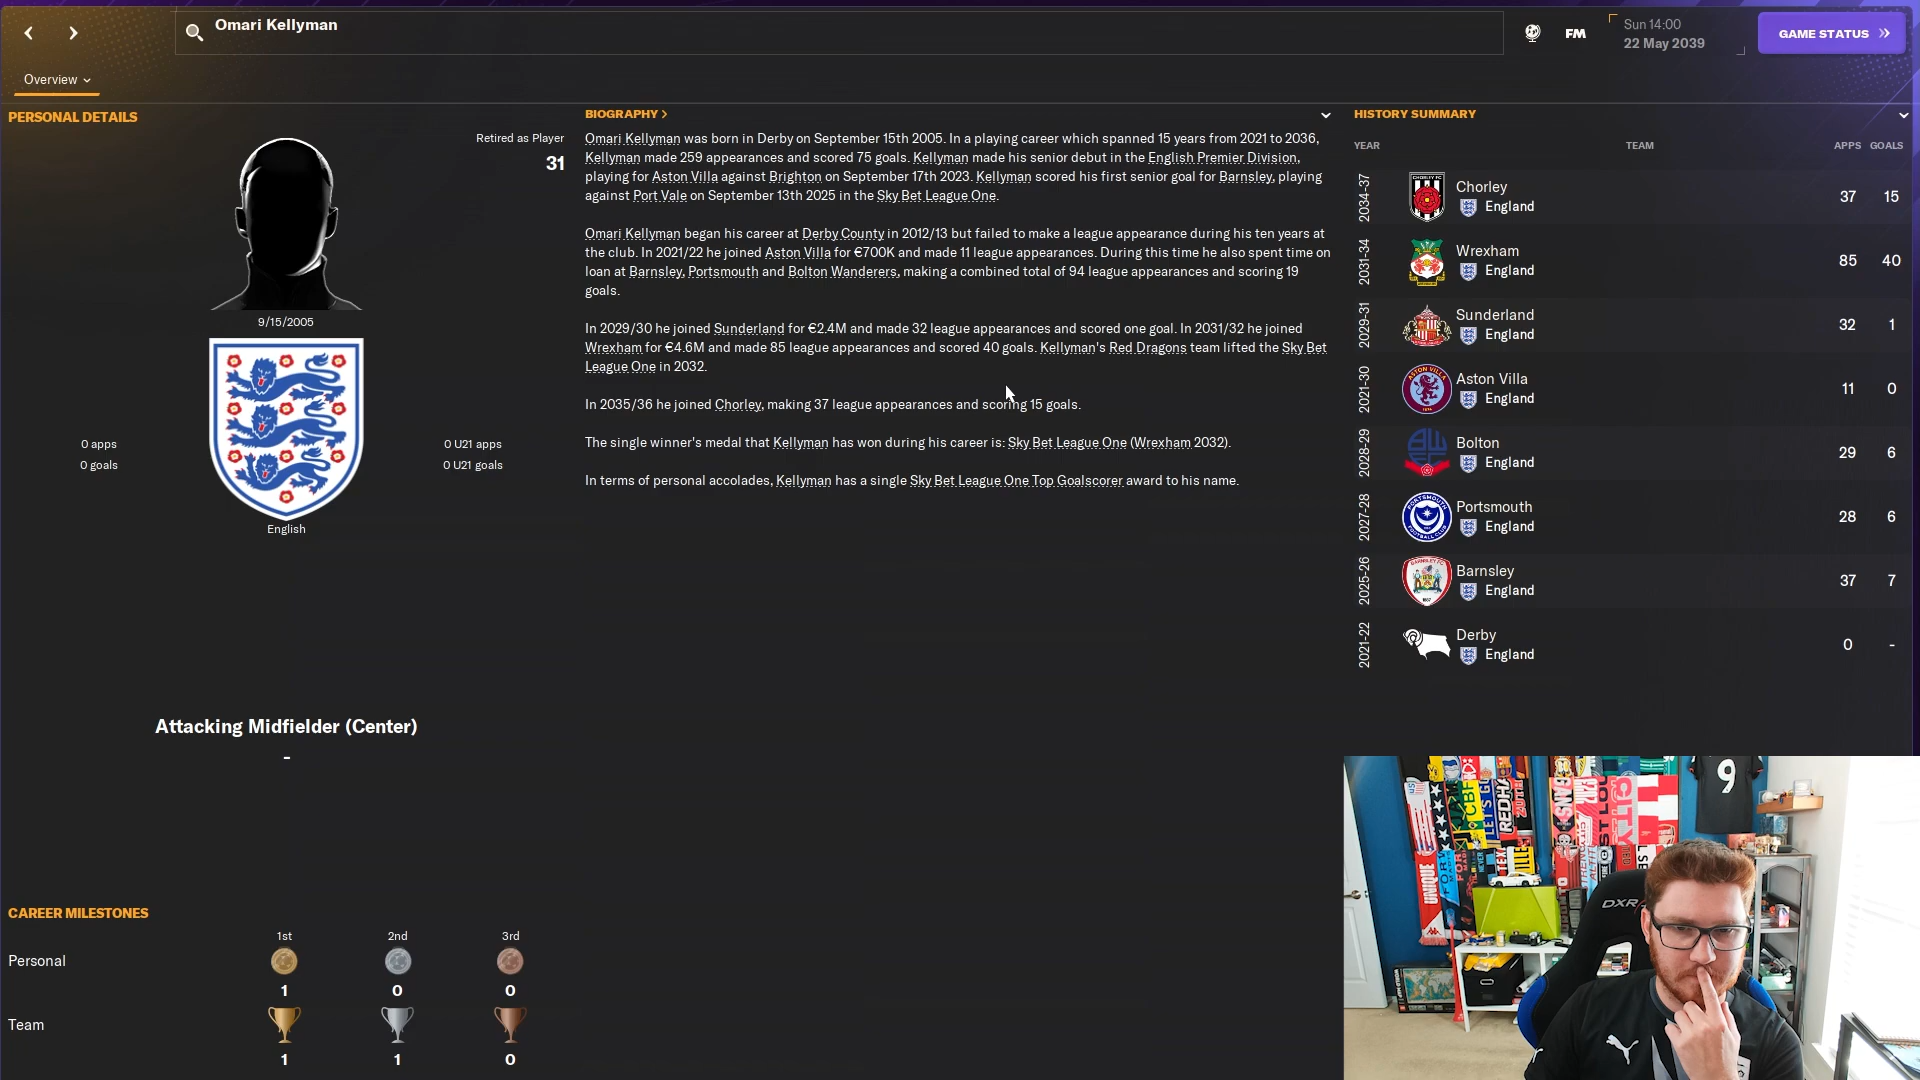 Omari Kellyman
FM
Sun 14:00
22 May 2039
GAME STATUS
Overview
PERSONAL DETAILS
Retired as Player
31
9/15/2005
0 apps
0 goals
0 U21 apps
0 U21 goals
English
Attacking Midfielder (Center)
-
CAREER MILESTONES
1st 2nd 3rd
Personal
1 0 0
Team
1 1 0
BIOGRAPHY >
Omari Kellyman was born in Derby on September 15th 2005. In a playing career which spanned 15 years from 2021 to 2036,
Kellyman made 259 appearances and scored 75 goals. Kellyman made his senior debut in the English Premier Division,
playing for Aston Villa against Brighton on September 17th 2023. Kellyman scored his first senior goal for Barnsley, playing
against Port Vale on September 13th 2025 in the Sky Bet League One.
Omari Kellyman began his career at Derby County in 2012/13 but failed to make a league appearance during his ten years at
the club. In 2021/22 he joined Aston Villa for €700K and made 11 league appearances. During this time he also spent time on
loan at Barnsley, Portsmouth and Bolton Wanderers, making a combined total of 94 league appearances and scoring 19
goals.
In 2029/30 he joined Sunderland for €2.4M and made 32 league appearances and scored one goal. In 2031/32 he joined
Wrexham for €4.6M and made 85 league appearances and scored 40 goals. Kellyman's Red Dragons team lifted the Sky Bet
League One in 2032.
In 2035/36 he joined Chorley, making 37 league appearances and scoring 15 goals.
The single winner's medal that Kellyman has won during his career is: Sky Bet League One (Wrexham 2032).
In terms of personal accolades, Kellyman has a single Sky Bet League One Top Goalscorer award to his name.
HISTORY SUMMARY
YEAR TEAM APPS GOALS
2034-37 Chorley England 37 15
2031-34 Wrexham England 85 40
2029-31 Sunderland England 32 1
2021-30 Aston Villa England 11 0
2028-29 Bolton England 29 6
2027-28 Portsmouth England 28 6
2025-26 Barnsley England 37 7
2021-22 Derby England 0 -
9
DXR
UNIQUE
REDHA
CITY